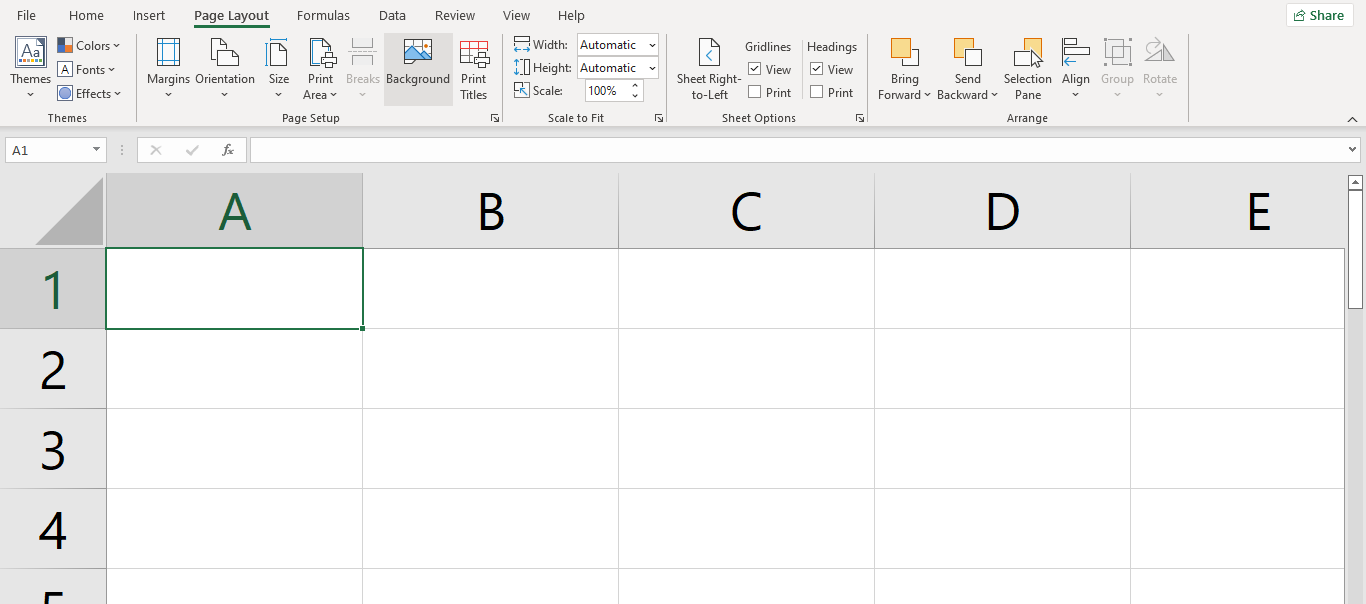 File Home Insert Page Layout Formulas Data Review View Help Share
Aa Colors
A Fonts
Effects
Themes
Themes
Margins Orientation Size Print Area Breaks Background Print Titles
Page Setup
Width: Automatic
Height: Automatic
Scale: 100%
Scale to Fit
Sheet Right-to-Left
Gridlines Headings
View View
Print Print
Sheet Options
Bring Forward Send Backward Selection Pane Align Group Rotate
Arrange
A1 fx
A B C D E
1
2
3
4
5